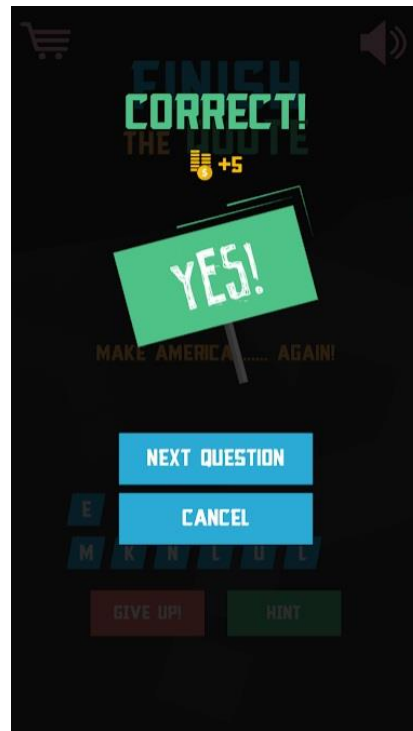 FINISH
CORRECT!
THE QUOTE
+5
YES!
MAKE AMERICA ...... AGAIN!
NEXT QUESTION
E
CANCEL
M K N L U L
GIVE UP! HINT